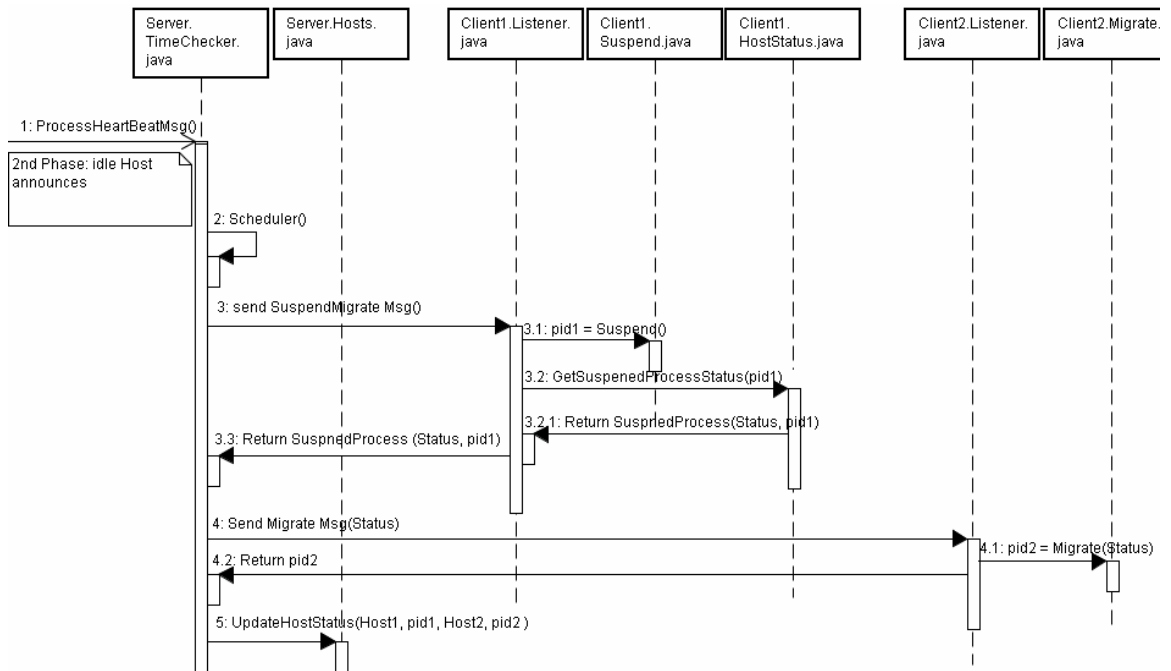 Server.
TimeChecker.
java
Server.Hosts.
java
Client1.Listener.
java
Client1.
Suspend.java
Client1.
HostStatus.java
Client2.Listener.
java
Client2.Migrate.
java
1: ProcessHeartBeatMsg()
2nd Phase: idle Host
announces
2: Scheduler()
3: send SuspendMigrate Msg()
3.1: pid1 = Suspend()
3.2: GetSuspenedProcessStatus(pid1)
3.2.1: Return SusprnedProcess(Status, pid1)
3.3: Return SuspnedProcess (Status, pid1)
4: Send Migrate Msg(Status)
4.1: pid2 = Migrate(Status)
4.2: Return pid2
5: UpdateHostStatus(Host1, pid1, Host2, pid2 )